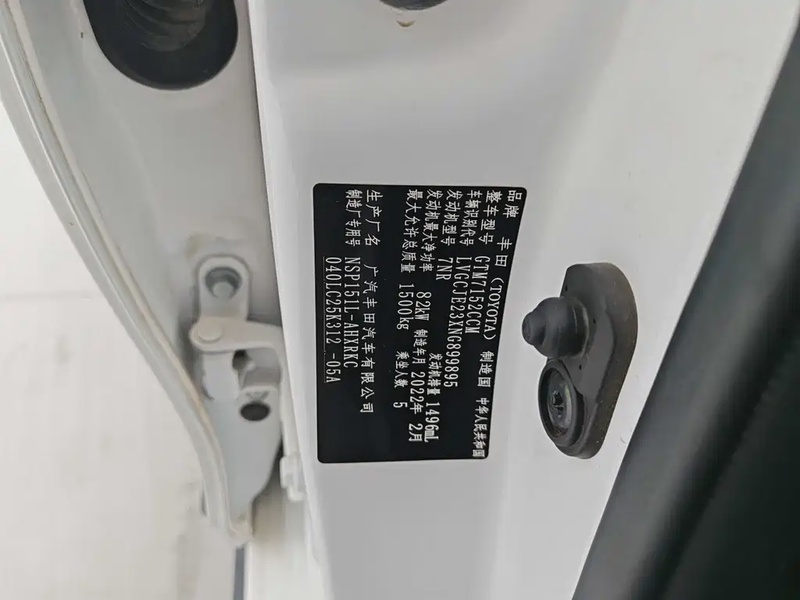 品牌 丰田(TOYOTA) 制造国 中华人民共和国
整车型号 GTM7152CCM
车辆识别代号 LVGCJE23XNG899895
发动机型号 7NR 发动机排量 1496mL
发动机最大净功率 82kW 制造年月 2022年 2月
最大允许总质量 1500kg 乘坐人数 5
生产厂名 广汽丰田汽车有限公司
制造厂专用号 NSP151L-AHXRKC
040LC25K312 -05A